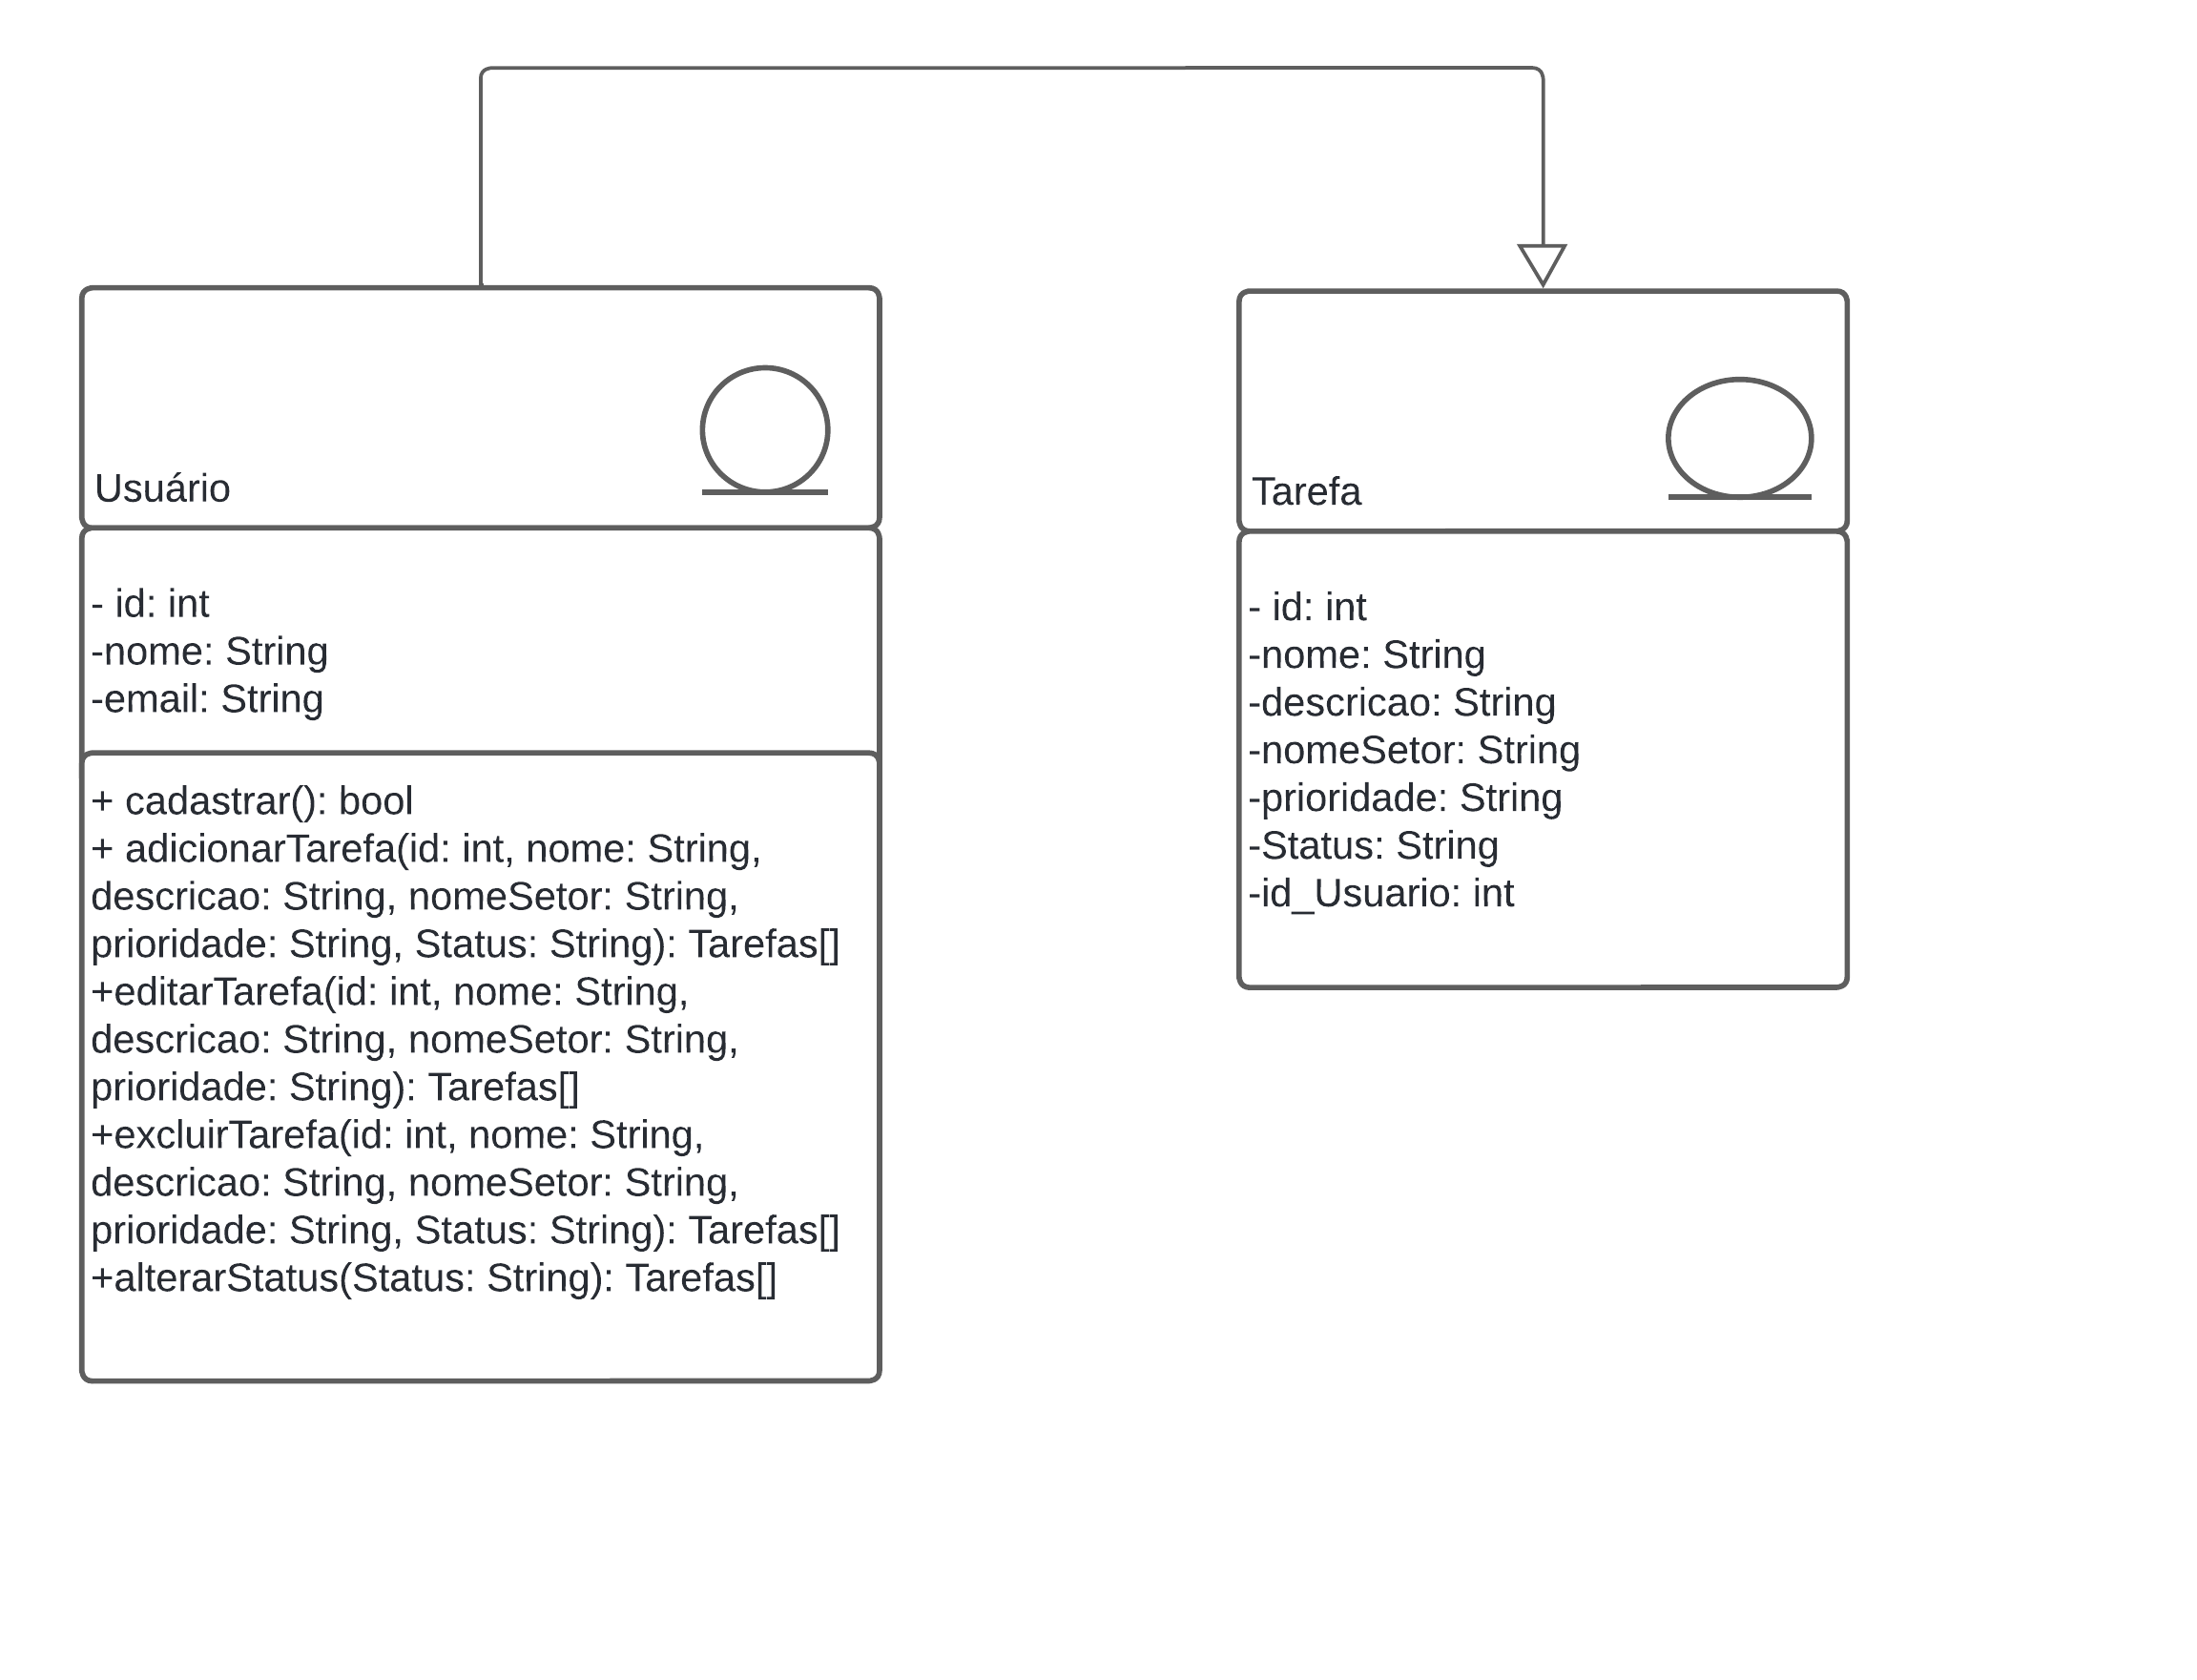 Usuário
- id: int
-nome: String
-email: String
+ cadastrar(): bool
+ adicionarTarefa(id: int, nome: String,
descricao: String, nomeSetor: String,
prioridade: String, Status: String): Tarefas[]
+editarTarefa(id: int, nome: String,
descricao: String, nomeSetor: String,
prioridade: String): Tarefas[]
+excluirTarefa(id: int, nome: String,
descricao: String, nomeSetor: String,
prioridade: String, Status: String): Tarefas[]
+alterarStatus(Status: String): Tarefas[]
Tarefa
- id: int
-nome: String
-descricao: String
-nomeSetor: String
-prioridade: String
-Status: String
-id_Usuario: int